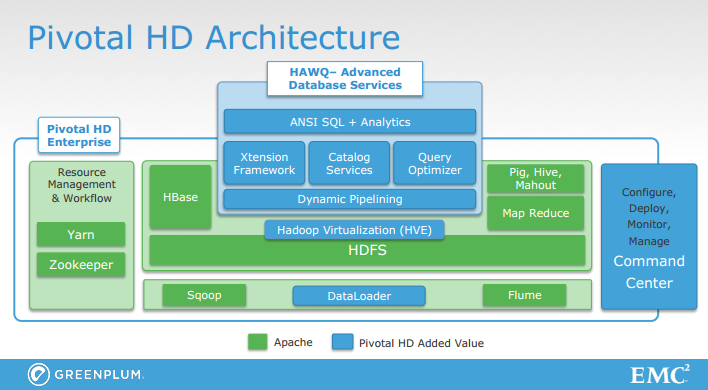 Pivotal HD Architecture
HAWQ– Advanced
Database Services
ANSI SQL + Analytics
Xtension
Framework
Catalog
Services
Query
Optimizer
Dynamic Pipelining
Pivotal HD
Enterprise
Resource
Management
& Workflow
Yarn
Zookeeper
HBase
Pig, Hive,
Mahout
Map Reduce
Hadoop Virtualization (HVE)
HDFS
Configure,
Deploy,
Monitor,
Manage
Command
Center
Sqoop
DataLoader
Flume
Apache
Pivotal HD Added Value
GREENPLUM.
EMC2